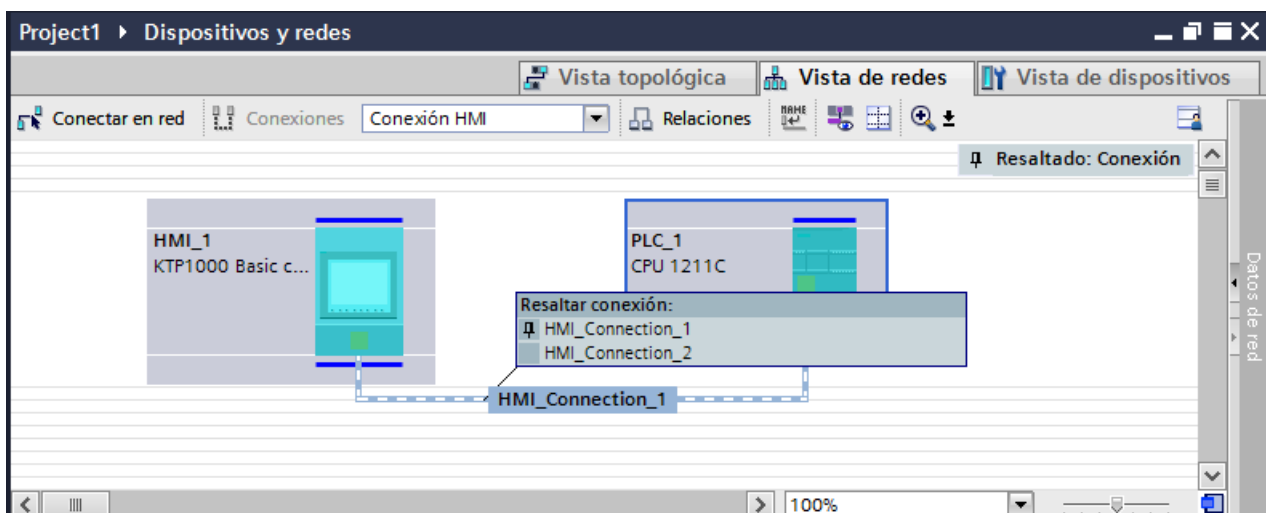 Project1 ▸ Dispositivos y redes
Vista topológica Vista de redes Vista de dispositivos
Conectar en red Conexiones Conexión HMI Relaciones NAME
Resaltado: Conexión
HMI_1
KTP1000 Basic c...
PLC_1
CPU 1211C
Resaltar conexión:
HMI_Connection_1
HMI_Connection_2
HMI_Connection_1
Datos de red
100%